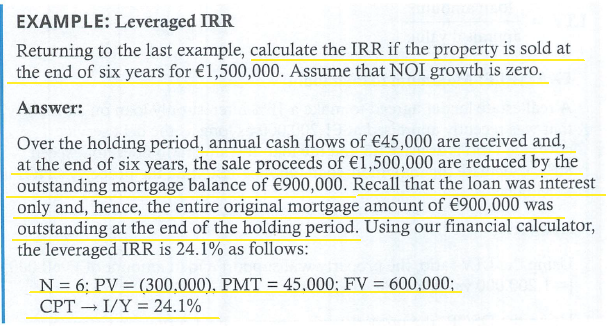 EXAMPLE: Leveraged IRR
Returning to the last example, calculate the IRR if the property is sold at
the end of six years for €1,500,000. Assume that NOI growth is zero.
Answer:
Over the holding period, annual cash flows of €45,000 are received and,
at the end of six years, the sale proceeds of €1,500,000 are reduced by the
outstanding mortgage balance of €900,000. Recall that the loan was interest
only and, hence, the entire original mortgage amount of €900,000 was
outstanding at the end of the holding period. Using our financial calculator,
the leveraged IRR is 24.1% as follows:
N = 6; PV = (300,000), PMT = 45,000; FV = 600,000;
CPT → I/Y = 24.1%